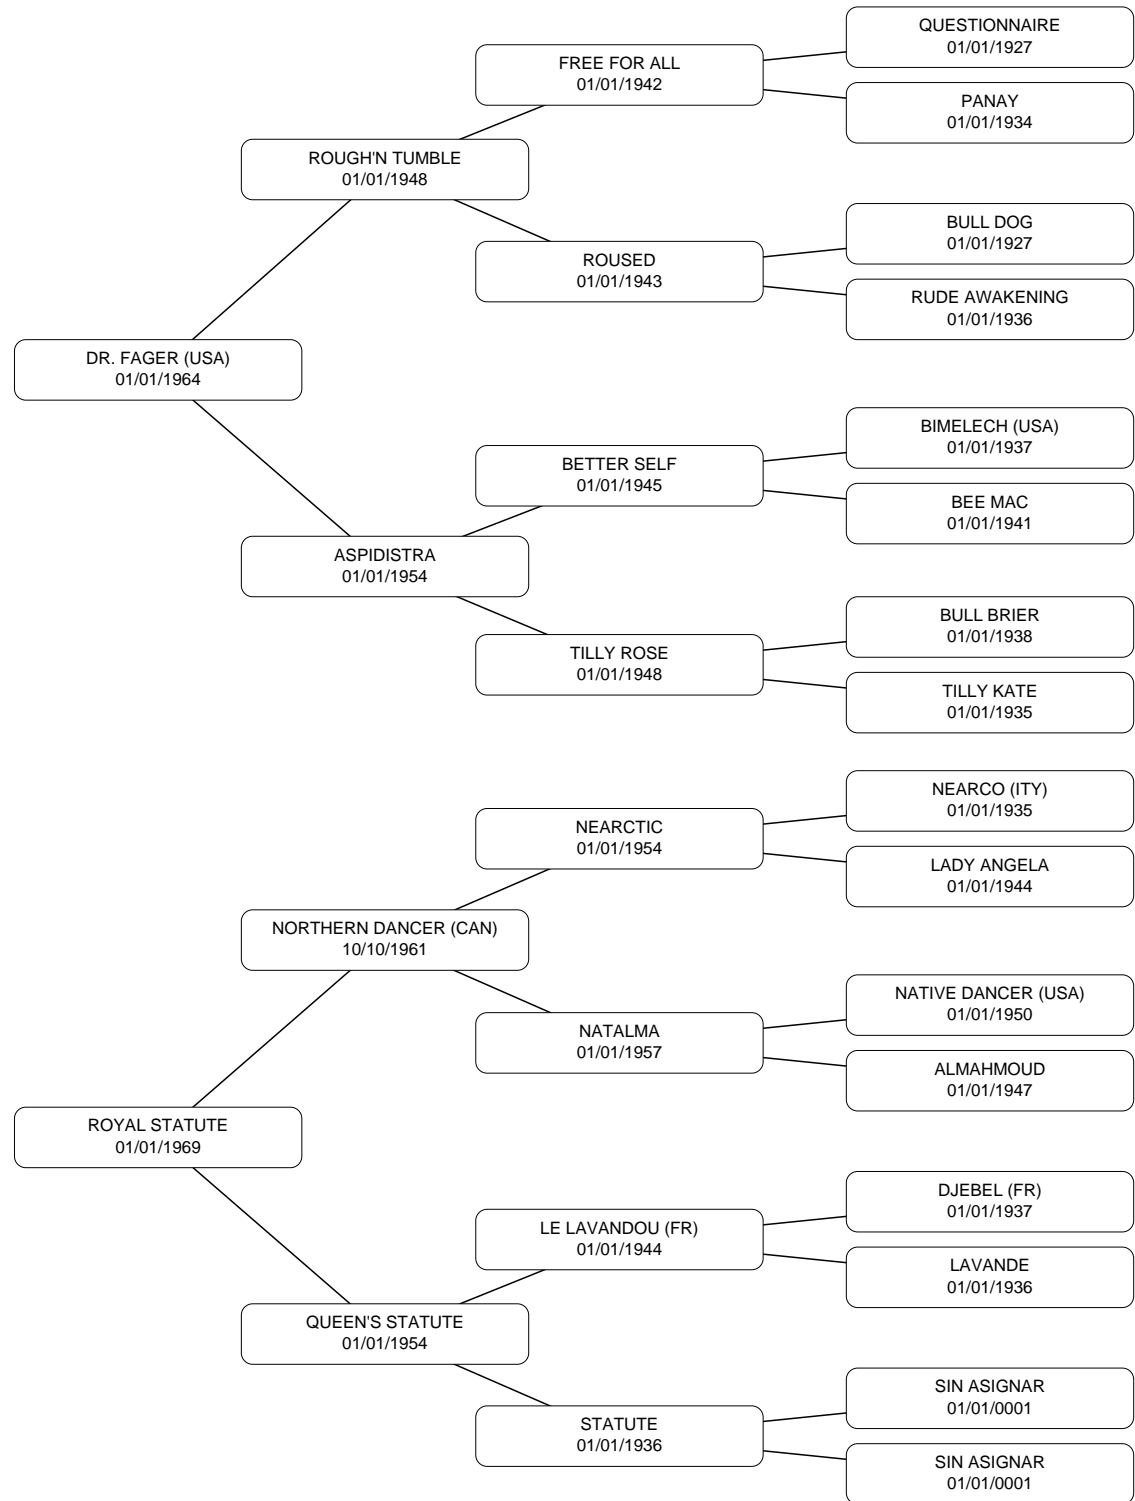 QUESTIONNAIRE
01/01/1927
FREE FOR ALL
01/01/1942
PANAY
01/01/1934
ROUGH'N TUMBLE
01/01/1948
BULL DOG
01/01/1927
ROUSED
01/01/1943
RUDE AWAKENING
01/01/1936
DR. FAGER (USA)
01/01/1964
BIMELECH (USA)
01/01/1937
BETTER SELF
01/01/1945
BEE MAC
01/01/1941
ASPIDISTRA
01/01/1954
BULL BRIER
01/01/1938
TILLY ROSE
01/01/1948
TILLY KATE
01/01/1935
NEARCO (ITY)
01/01/1935
NEARCTIC
01/01/1954
LADY ANGELA
01/01/1944
NORTHERN DANCER (CAN)
10/10/1961
NATIVE DANCER (USA)
01/01/1950
NATALMA
01/01/1957
ALMAHMOUD
01/01/1947
ROYAL STATUTE
01/01/1969
DJEBEL (FR)
01/01/1937
LE LAVANDOU (FR)
01/01/1944
LAVANDE
01/01/1936
QUEEN'S STATUTE
01/01/1954
SIN ASIGNAR
01/01/0001
STATUTE
01/01/1936
SIN ASIGNAR
01/01/0001